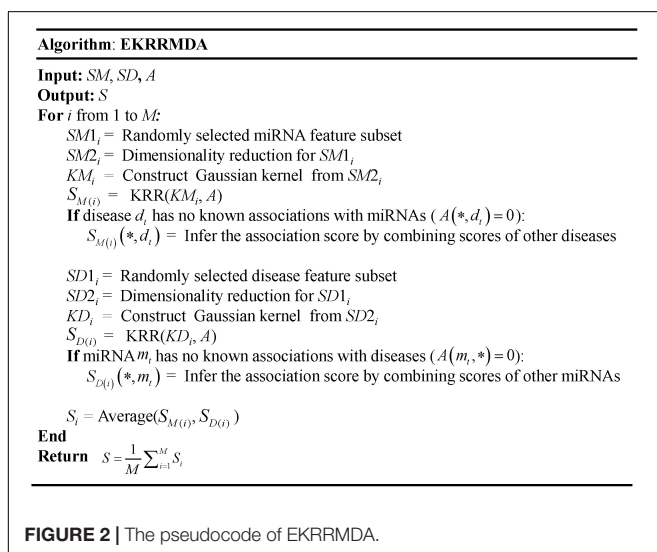 Algorithm: EKRRMDA
Input: SM, SD, A
Output: S
For i from 1 to M:
SM1ᵢ = Randomly selected miRNA feature subset
SM2ᵢ = Dimensionality reduction for SM1ᵢ
KMᵢ = Construct Gaussian kernel from SM2ᵢ
S_M(i) = KRR(KMᵢ, A)
If disease dₜ has no known associations with miRNAs (A(*,dₜ)=0):
S_M(i)(*,dₜ) = Infer the association score by combining scores of other diseases
SD1ᵢ = Randomly selected disease feature subset
SD2ᵢ = Dimensionality reduction for SD1ᵢ
KDᵢ = Construct Gaussian kernel from SD2ᵢ
S_D(i) = KRR(KDᵢ, A)
If miRNA mₜ has no known associations with diseases (A(mₜ,*)=0):
S_D(i)(*,mₜ) = Infer the association score by combining scores of other miRNAs
Sᵢ = Average(S_M(i), S_D(i))
End
Return S = 1/M ∑ᵢ₌₁ᴹ Sᵢ
FIGURE 2 | The pseudocode of EKRRMDA.